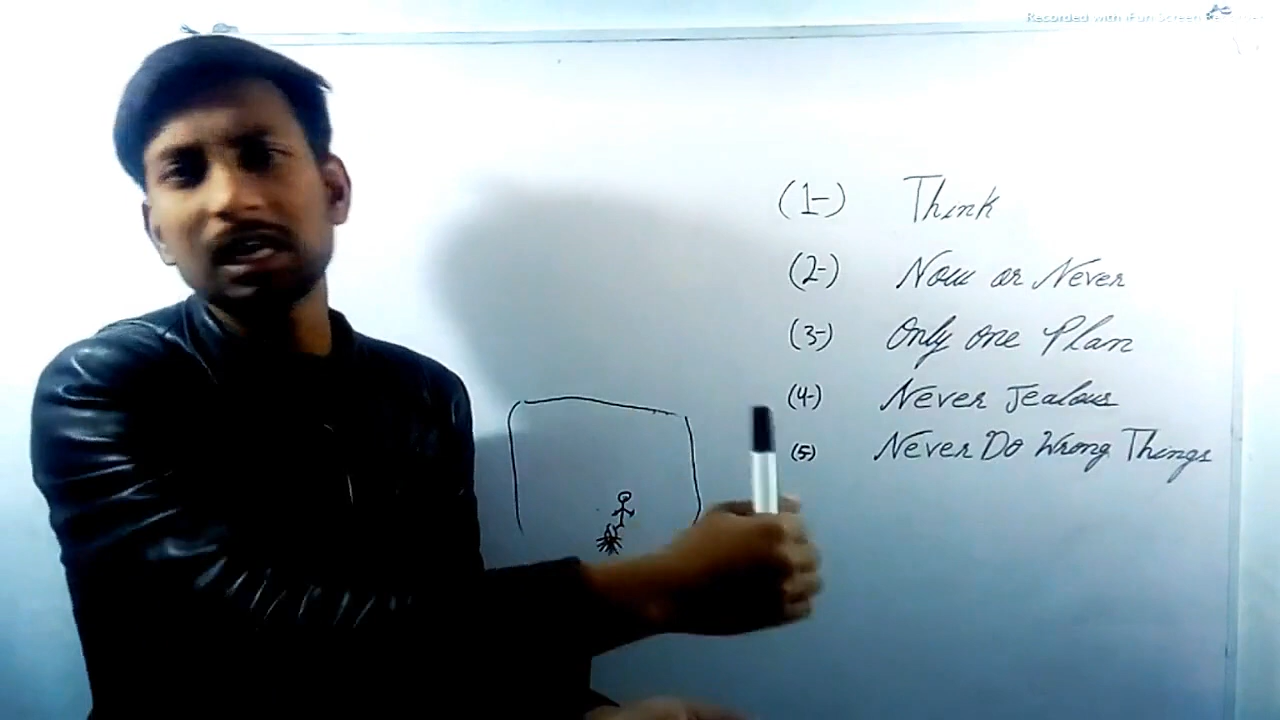 Recorded with iFun Screen Recorder
(1-) Think
(2-) Now or Never
(3-) Only one Plan
(4-) Never Jealous
(5) Never Do Wrong Things